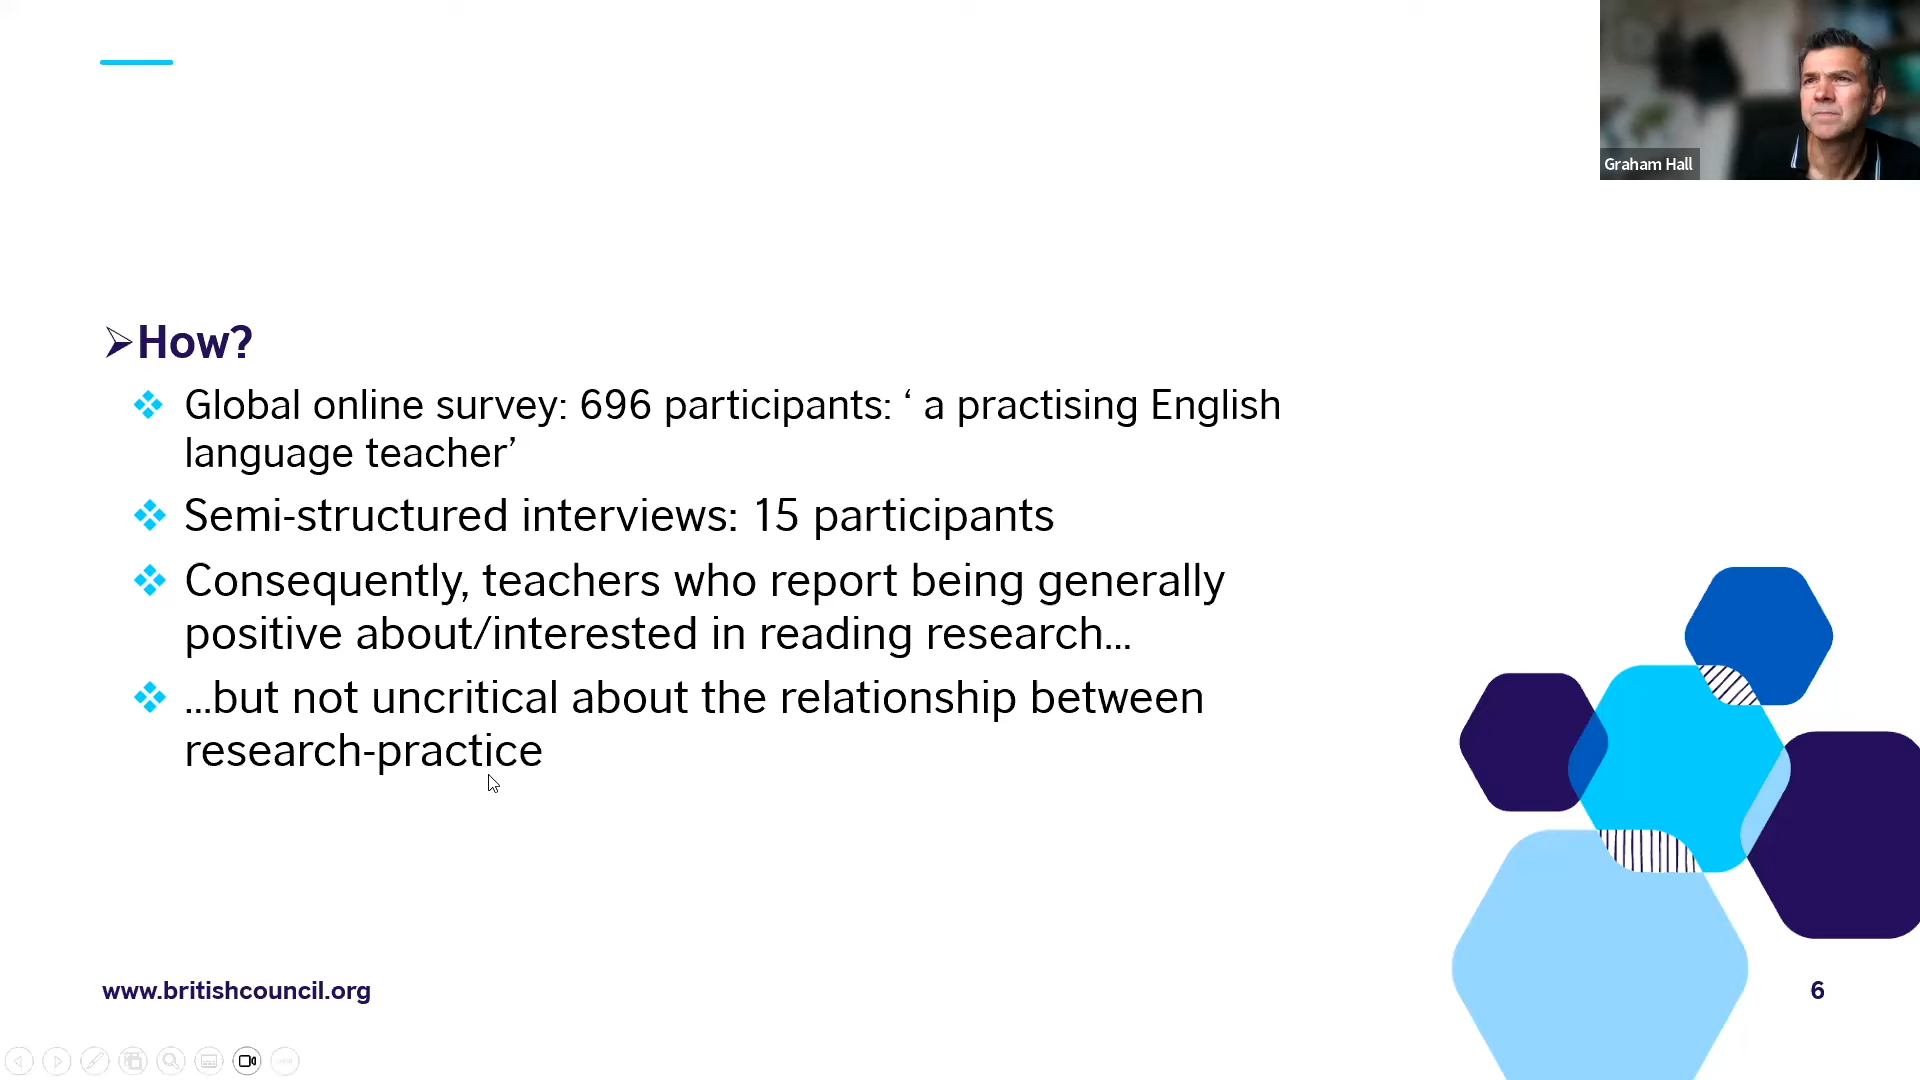 Graham Hall
How?
Global online survey: 696 participants: ‘ a practising English
language teacher’
Semi-structured interviews: 15 participants
Consequently, teachers who report being generally
positive about/interested in reading research...
...but not uncritical about the relationship between
research-practice
www.britishcouncil.org
6